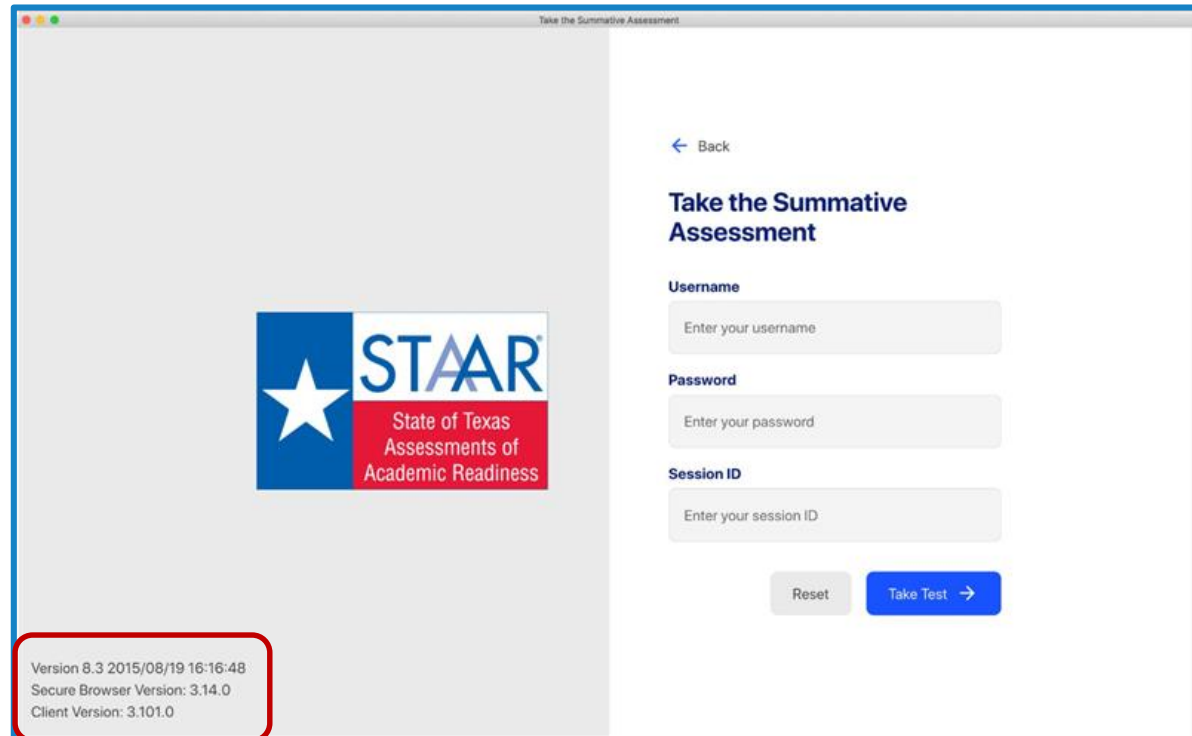 Take the Summative Assessment
STAAR®
State of Texas
Assessments of
Academic Readiness
Version 8.3 2015/08/19 16:16:48
Secure Browser Version: 3.14.0
Client Version: 3.101.0
← Back
Take the Summative
Assessment
Username
Enter your username
Password
Enter your password
Session ID
Enter your session ID
Reset
Take Test →